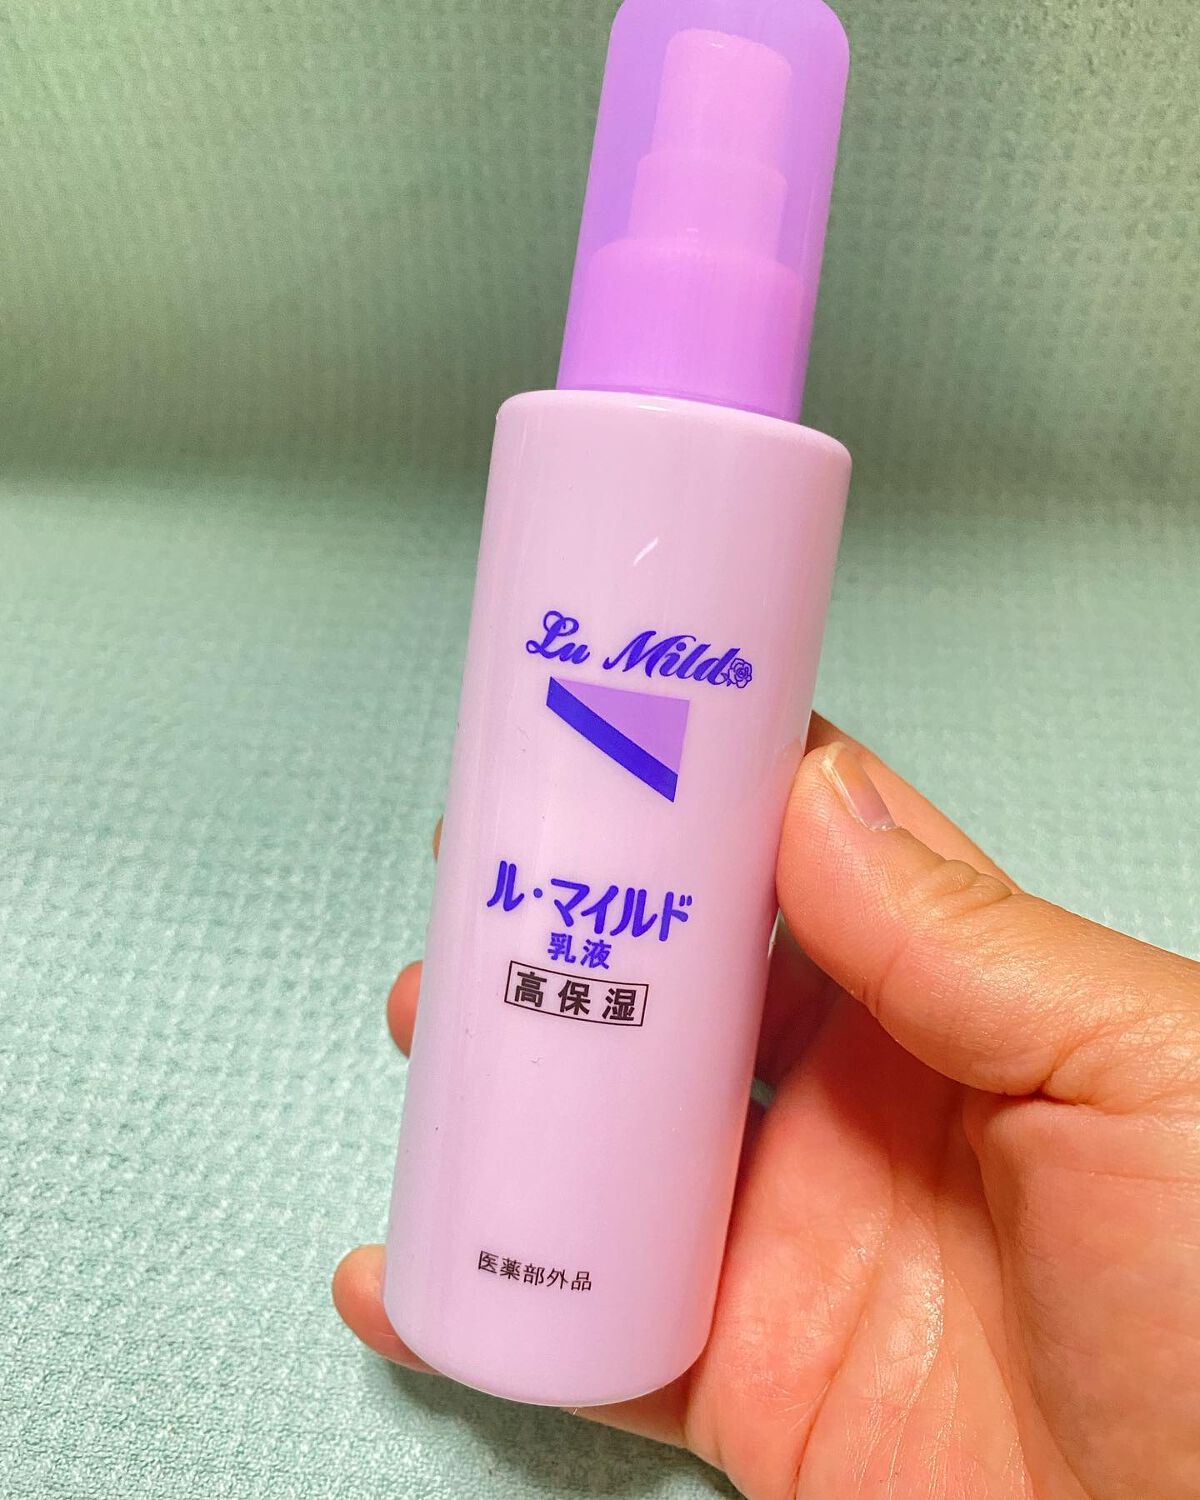 Lu Mild
ル・マイルド
乳液
高保湿
医薬部外品